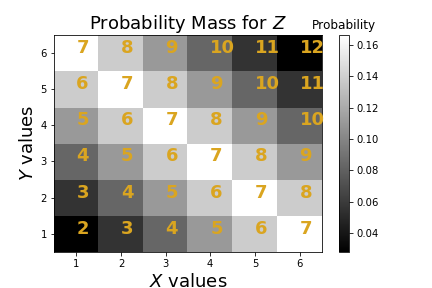 Probability Mass for Z
Probability
7 8 9 10 11 12
6 7 8 9 10 11
5 6 7 8 9 10
4 5 6 7 8 9
3 4 5 6 7 8
2 3 4 5 6 7
6
5
4
3
2
1
Y values
1 2 3 4 5 6
X values
0.16
0.14
0.12
0.10
0.08
0.06
0.04